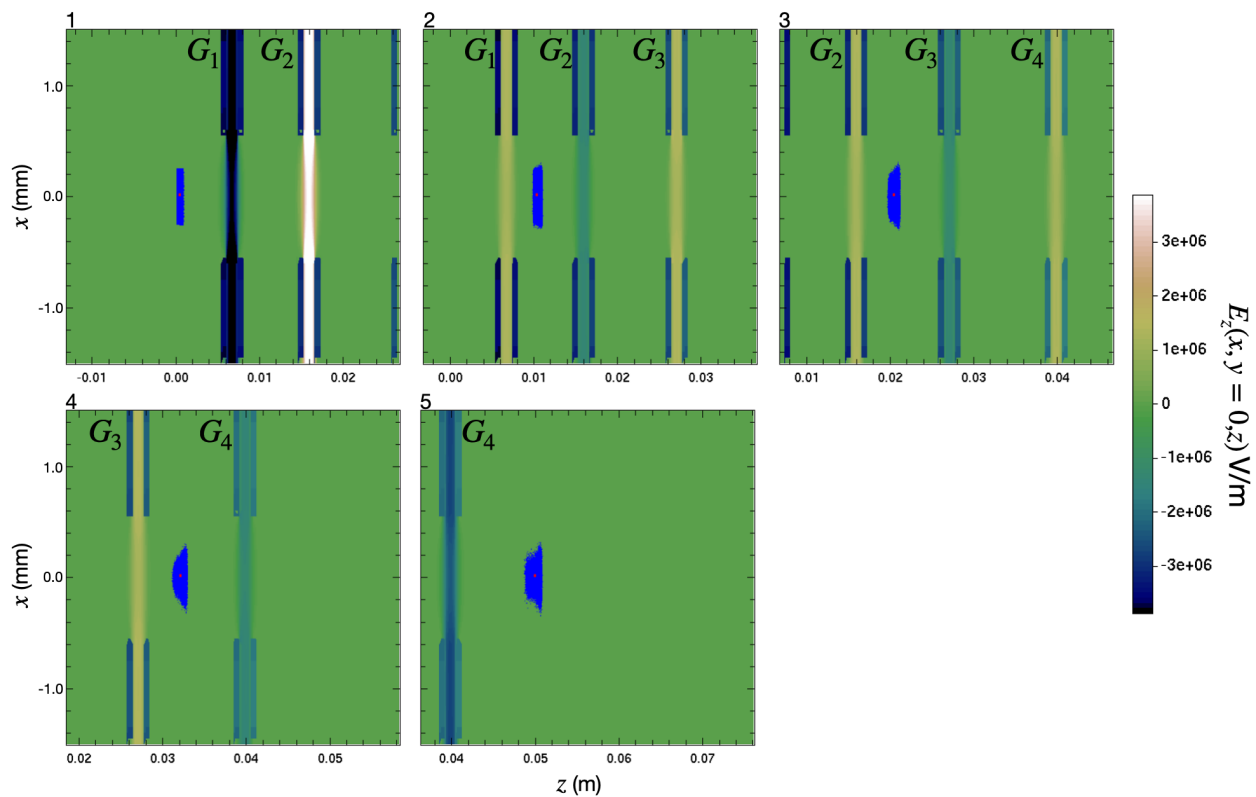 1
G₁ G₂
2
G₁ G₂ G₃
3
G₂ G₃ G₄
x (mm)
1.0
0.0
-1.0
-0.01 0.00 0.01 0.02
0.00 0.01 0.02 0.03
0.01 0.02 0.03 0.04
4
G₃ G₄
5
G₄
x (mm)
1.0
0.0
-1.0
0.02 0.03 0.04 0.05
0.04 0.05 0.06 0.07
z (m)
3e+06
2e+06
1e+06
0
-1e+06
-2e+06
-3e+06
E_z(x, y = 0,z) V/m